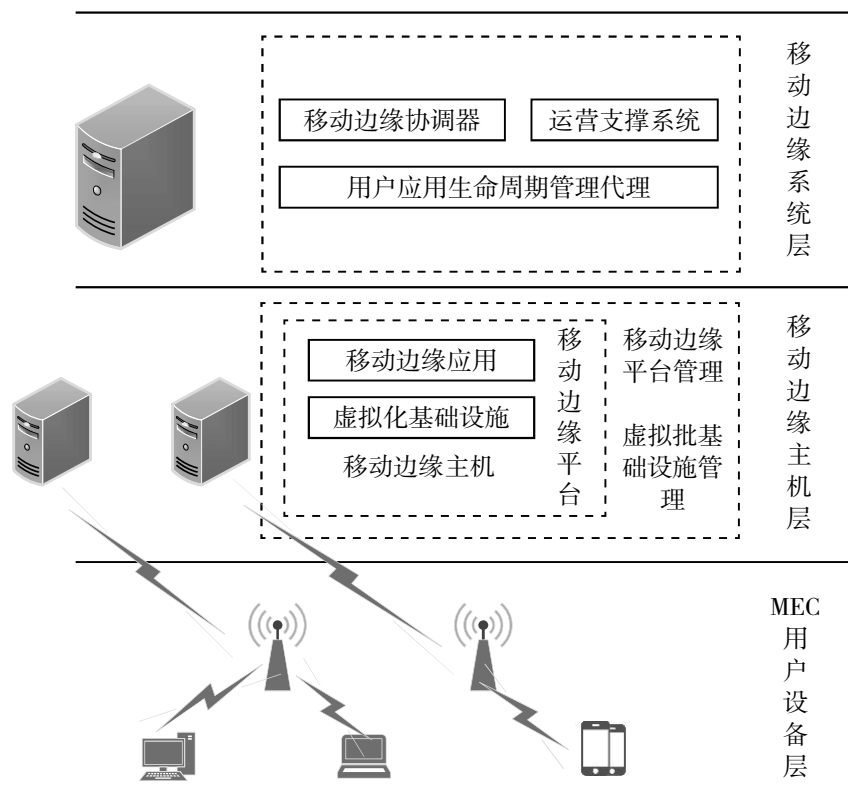 移动边缘协调器
运营支撑系统
用户应用生命周期管理代理
移动边缘系统层
移动边缘应用
虚拟化基础设施
移动边缘主机
移动边缘平台
移动边缘
平台管理
虚拟批基
础设施管
理
移动边缘主机层
MEC
用户设备层